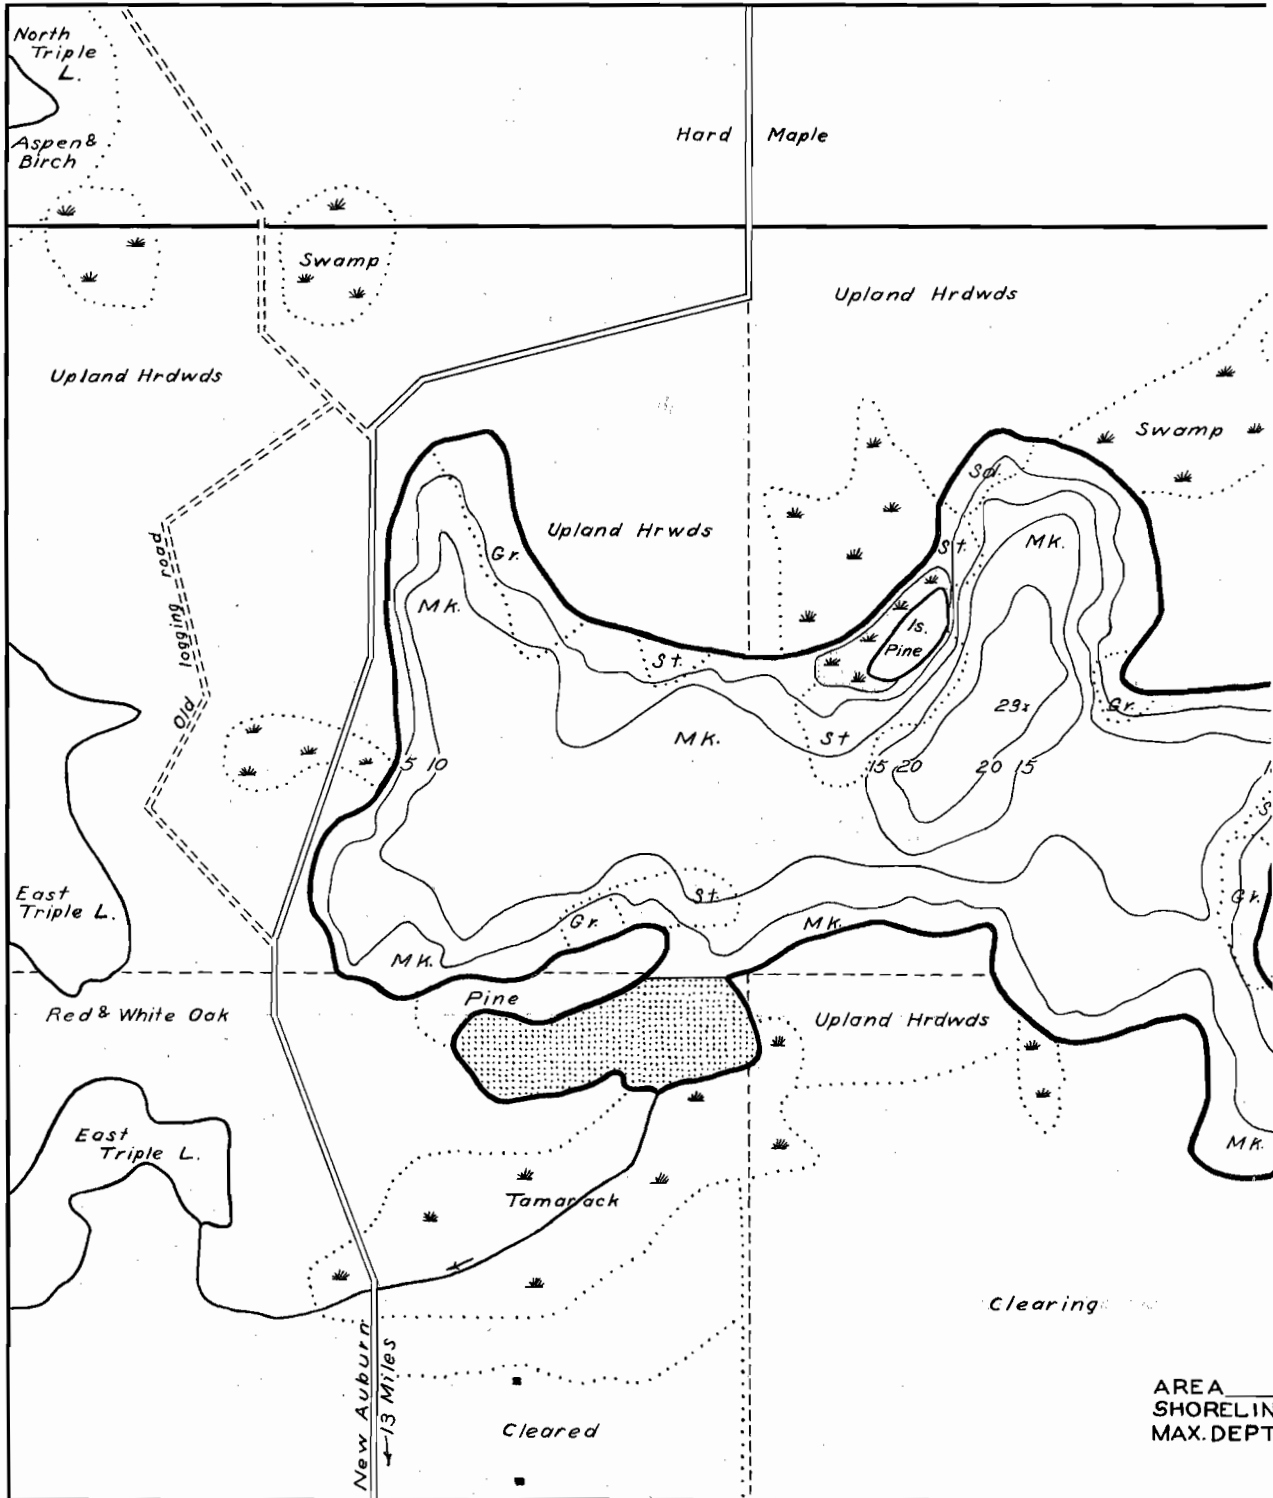 North
Triple
L.
Aspen &
Birch
Hard Maple
Swamp
Upland Hrdwds
Upland Hrdwds
Swamp
Sd.
Upland Hrwds
Gr.
St.
Mk.
Mk.
Is.
Pine
Old logging road
St.
Gr.
29x
Mk.
St
5 10
15 20
20 15
East
Triple L.
St.
Gr.
Gr.
Mk.
Mk.
Pine
Red & White Oak
Upland Hrdwds
East
Triple L.
Mk.
Tamarack
Clearing
New Auburn
←13 Miles
Cleared
AREA
SHORELIN
MAX. DEPT